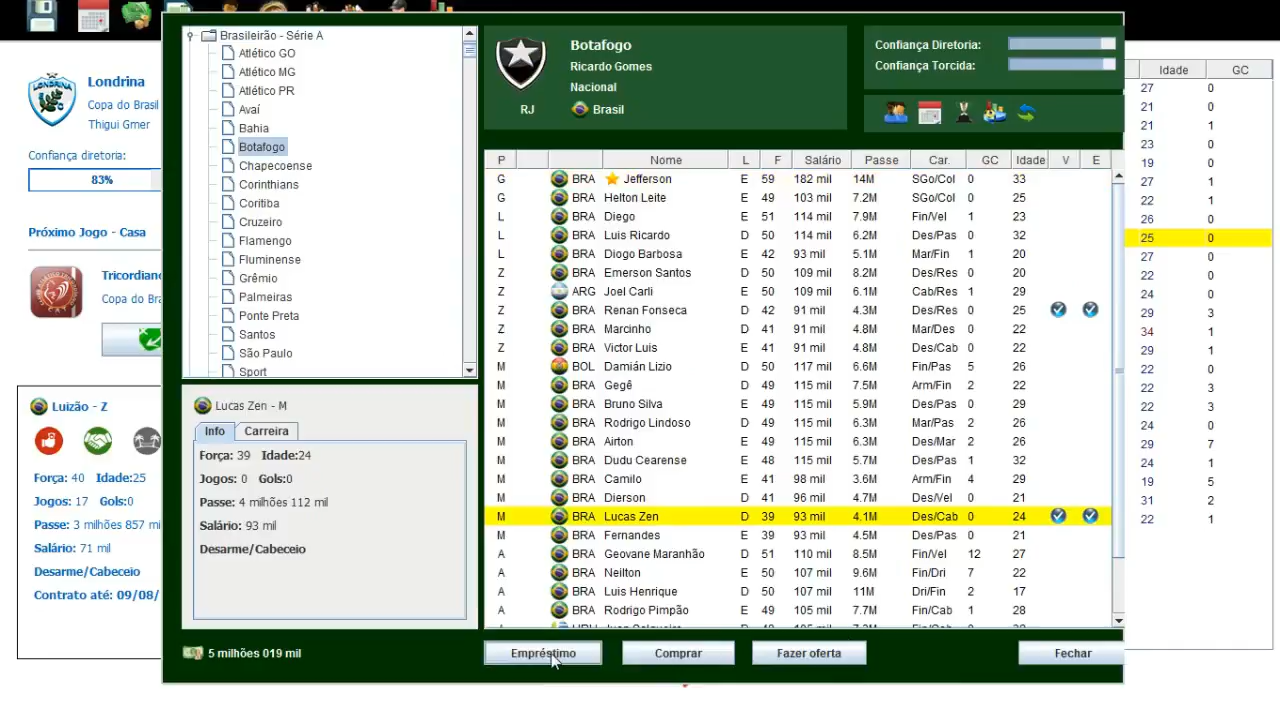 Londrina
Copa do Brasil
Thigui Gmer
Confiança diretoria:
83%
Próximo Jogo - Casa
Tricordiano
Copa do Bra
Luizão - Z
Força: 40 Idade:25
Jogos: 17 Gols:0
Passe: 3 milhões 857 mi
Salário: 71 mil
Desarme/Cabeceio
Contrato até: 09/08/
Brasileirão - Série A
Atlético GO
Atlético MG
Atlético PR
Avaí
Bahia
Botafogo
Chapecoense
Corinthians
Coritiba
Cruzeiro
Flamengo
Fluminense
Grêmio
Palmeiras
Ponte Preta
Santos
São Paulo
Sport
Lucas Zen - M
Info Carreira
Força: 39 Idade:24
Jogos: 0 Gols:0
Passe: 4 milhões 112 mil
Salário: 93 mil
Desarme/Cabeceio
5 milhões 019 mil
Botafogo
Ricardo Gomes
Nacional
RJ Brasil
Confiança Diretoria:
Confiança Torcida:
P Nome L F Salário Passe Car. GC Idade V E
G BRA Jefferson E 59 182 mil 14M SGo/Col 0 33
G BRA Helton Leite E 49 103 mil 7.2M SGo/Col 0 25
L BRA Diego E 51 114 mil 7.9M Fin/Vel 1 23
L BRA Luis Ricardo D 50 114 mil 6.2M Des/Pas 0 32
L BRA Diogo Barbosa E 42 93 mil 5.1M Mar/Fin 1 20
Z BRA Emerson Santos D 50 109 mil 8.2M Des/Res 0 20
Z ARG Joel Carli E 50 109 mil 6.1M Cab/Res 1 29
Z BRA Renan Fonseca D 42 91 mil 4.3M Des/Res 0 25
Z BRA Marcinho D 41 91 mil 4.8M Mar/Des 0 22
Z BRA Victor Luis E 41 91 mil 4.8M Des/Cab 0 22
M BOL Damián Lizio D 50 117 mil 6.6M Fin/Pas 5 26
M BRA Gegê D 49 115 mil 7.5M Arm/Fin 2 22
M BRA Bruno Silva D 49 115 mil 5.9M Des/Pas 0 29
M BRA Rodrigo Lindoso D 49 115 mil 6.3M Mar/Pas 2 26
M BRA Airton D 49 115 mil 6.3M Des/Mar 2 26
M BRA Dudu Cearense E 48 115 mil 5.7M Des/Pas 1 32
M BRA Camilo D 41 98 mil 3.6M Arm/Fin 4 29
M BRA Dierson D 41 96 mil 4.7M Des/Vel 0 21
M BRA Lucas Zen D 39 93 mil 4.1M Des/Cab 0 24
M BRA Fernandes E 39 93 mil 4.5M Des/Pas 0 21
A BRA Geovane Maranhão D 51 110 mil 8.5M Fin/Vel 12 27
A BRA Neilton D 50 107 mil 9.6M Fin/Dri 7 22
A BRA Luis Henrique D 50 107 mil 11M Dri/Fin 2 17
A BRA Rodrigo Pimpão E 49 105 mil 7.7M Fin/Cab 1 28
Empréstimo Comprar Fazer oferta Fechar
Idade GC
27 0
21 0
21 1
23 0
19 0
27 1
22 1
26 0
25 0
27 0
22 0
24 0
29 3
34 1
29 1
22 0
22 3
22 3
24 0
29 7
24 1
19 5
31 2
22 1